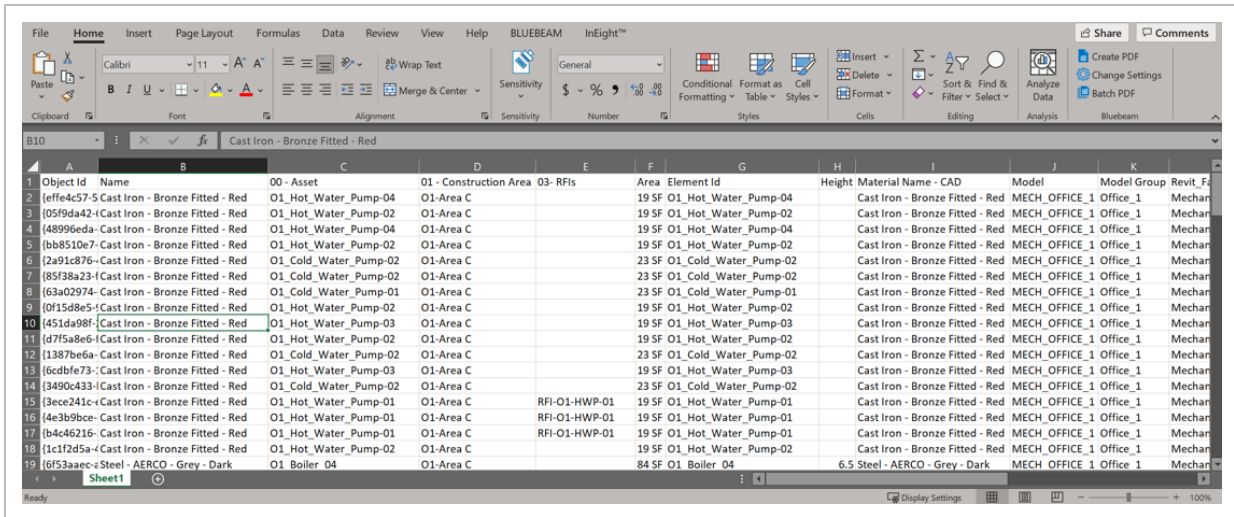 File Home Insert Page Layout Formulas Data Review View Help BLUEBEAM InEight™ Share Comments
Calibri 11 A^ A˅ Wrap Text General Insert Create PDF
Paste B I U A Merge & Center Sensitivity $ % 9 Conditional Formatting Format as Table Cell Styles Delete Format Sort & Filter Find & Select Analyze Data Change Settings Batch PDF
Clipboard Font Alignment Sensitivity Number Styles Cells Editing Analysis Bluebeam
B10 fx Cast Iron - Bronze Fitted - Red
A B C D E F G H I J K
1 Object Id Name 00 - Asset 01 - Construction Area 03- RFIs Area Element Id Height Material Name - CAD Model Model Group Revit_Fa
2 {effe4c57-5 Cast Iron - Bronze Fitted - Red O1_Hot_Water_Pump-04 O1-Area C 19 SF O1_Hot_Water_Pump-04 Cast Iron - Bronze Fitted - Red MECH_OFFICE_1 Office_1 Mechan
3 {05f9da42-( Cast Iron - Bronze Fitted - Red O1_Hot_Water_Pump-02 O1-Area C 19 SF O1_Hot_Water_Pump-02 Cast Iron - Bronze Fitted - Red MECH_OFFICE_1 Office_1 Mechan
4 {48996eda- Cast Iron - Bronze Fitted - Red O1_Hot_Water_Pump-04 O1-Area C 19 SF O1_Hot_Water_Pump-04 Cast Iron - Bronze Fitted - Red MECH_OFFICE_1 Office_1 Mechan
5 {bb8510e7- Cast Iron - Bronze Fitted - Red O1_Hot_Water_Pump-02 O1-Area C 19 SF O1_Hot_Water_Pump-02 Cast Iron - Bronze Fitted - Red MECH_OFFICE_1 Office_1 Mechan
6 {2a91c876- Cast Iron - Bronze Fitted - Red O1_Cold_Water_Pump-02 O1-Area C 23 SF O1_Cold_Water_Pump-02 Cast Iron - Bronze Fitted - Red MECH_OFFICE_1 Office_1 Mechan
7 {85f38a23- Cast Iron - Bronze Fitted - Red O1_Cold_Water_Pump-02 O1-Area C 23 SF O1_Cold_Water_Pump-02 Cast Iron - Bronze Fitted - Red MECH_OFFICE_1 Office_1 Mechan
8 {63a02974- Cast Iron - Bronze Fitted - Red O1_Cold_Water_Pump-01 O1-Area C 23 SF O1_Cold_Water_Pump-01 Cast Iron - Bronze Fitted - Red MECH_OFFICE_1 Office_1 Mechan
9 {0f15d8e5- Cast Iron - Bronze Fitted - Red O1_Hot_Water_Pump-02 O1-Area C 19 SF O1_Hot_Water_Pump-02 Cast Iron - Bronze Fitted - Red MECH_OFFICE_1 Office_1 Mechan
10 {451da98f- Cast Iron - Bronze Fitted - Red O1_Hot_Water_Pump-03 O1-Area C 19 SF O1_Hot_Water_Pump-03 Cast Iron - Bronze Fitted - Red MECH_OFFICE_1 Office_1 Mechan
11 {d7f5a8e6- Cast Iron - Bronze Fitted - Red O1_Hot_Water_Pump-02 O1-Area C 19 SF O1_Hot_Water_Pump-02 Cast Iron - Bronze Fitted - Red MECH_OFFICE_1 Office_1 Mechan
12 {1387be6a- Cast Iron - Bronze Fitted - Red O1_Cold_Water_Pump-02 O1-Area C 23 SF O1_Cold_Water_Pump-02 Cast Iron - Bronze Fitted - Red MECH_OFFICE_1 Office_1 Mechan
13 {6cdbfe73- Cast Iron - Bronze Fitted - Red O1_Hot_Water_Pump-03 O1-Area C 19 SF O1_Hot_Water_Pump-03 Cast Iron - Bronze Fitted - Red MECH_OFFICE_1 Office_1 Mechan
14 {3490c433- Cast Iron - Bronze Fitted - Red O1_Cold_Water_Pump-02 O1-Area C 23 SF O1_Cold_Water_Pump-02 Cast Iron - Bronze Fitted - Red MECH_OFFICE_1 Office_1 Mechan
15 {3ece241c- Cast Iron - Bronze Fitted - Red O1_Hot_Water_Pump-01 O1-Area C RFI-O1-HWP-01 19 SF O1_Hot_Water_Pump-01 Cast Iron - Bronze Fitted - Red MECH_OFFICE_1 Office_1 Mechan
16 {4e3b9bce- Cast Iron - Bronze Fitted - Red O1_Hot_Water_Pump-01 O1-Area C RFI-O1-HWP-01 19 SF O1_Hot_Water_Pump-01 Cast Iron - Bronze Fitted - Red MECH_OFFICE_1 Office_1 Mechan
17 {b4c46216- Cast Iron - Bronze Fitted - Red O1_Hot_Water_Pump-01 O1-Area C RFI-O1-HWP-01 19 SF O1_Hot_Water_Pump-01 Cast Iron - Bronze Fitted - Red MECH_OFFICE_1 Office_1 Mechan
18 {1c1f2d5a- Cast Iron - Bronze Fitted - Red O1_Hot_Water_Pump-02 O1-Area C 19 SF O1_Hot_Water_Pump-02 Cast Iron - Bronze Fitted - Red MECH_OFFICE_1 Office_1 Mechan
19 {6f53aaec- Steel - AERCO - Grey - Dark O1_Boiler_04 O1-Area C 84 SF O1_Boiler_04 6.5 Steel - AERCO - Grey - Dark MECH_OFFICE_1 Office_1 Mechan
Sheet1
Ready Display Settings 100%